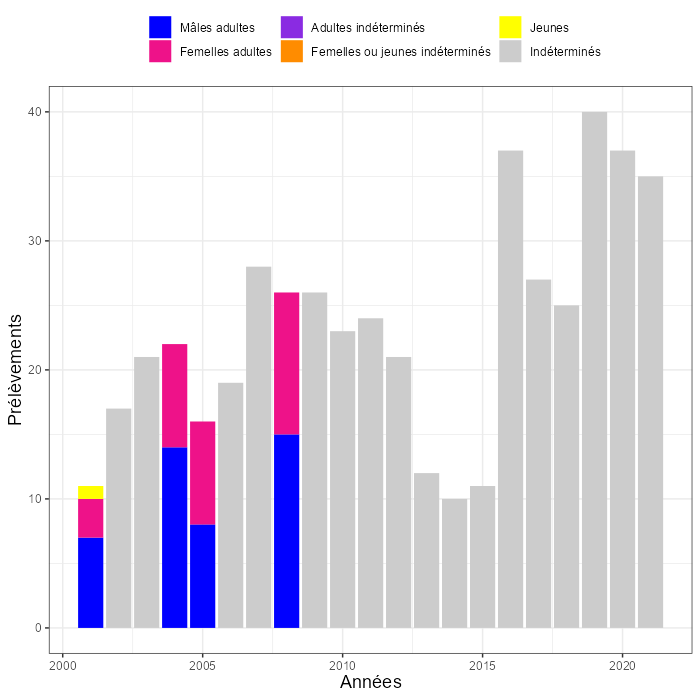 Mâles adultes
Adultes indéterminés
Jeunes
Femelles adultes
Femelles ou jeunes indéterminés
Indéterminés
Prélèvements
40
30
20
10
0
2000 2005 2010 2015 2020
Années